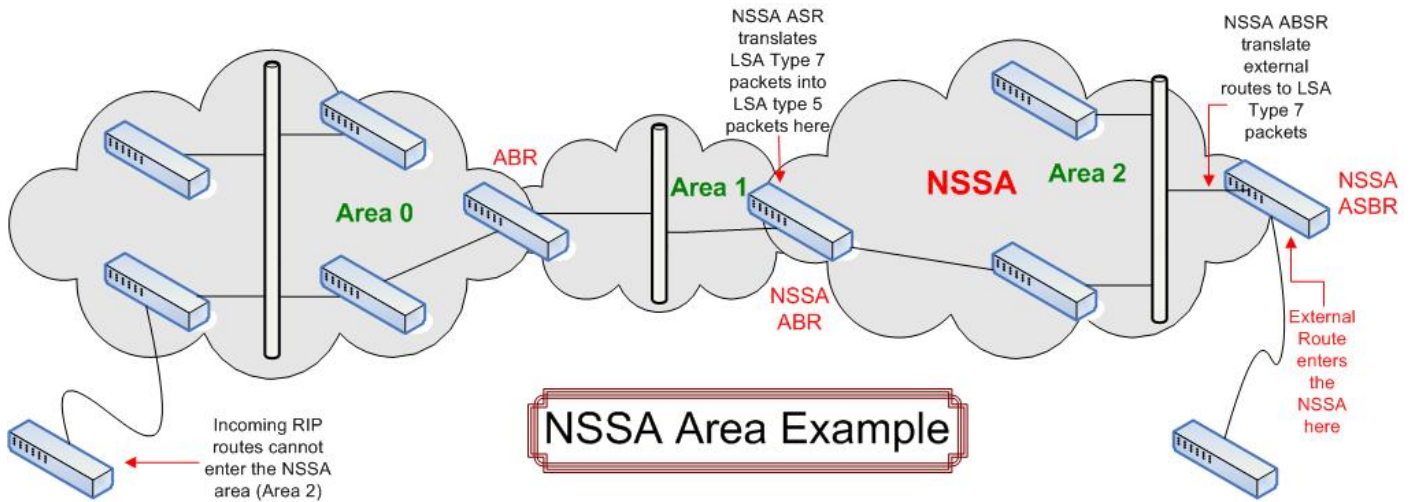 NSSA ASR
translates
LSA Type 7
packets into
LSA type 5
packets here
NSSA ABSR
translate
external
routes to LSA
Type 7
packets
ABR
Area 0
Area 1
NSSA
Area 2
NSSA
ASBR
NSSA
ABR
External
Route
enters
the
NSSA
here
Incoming RIP
routes cannot
enter the NSSA
area (Area 2)
NSSA Area Example